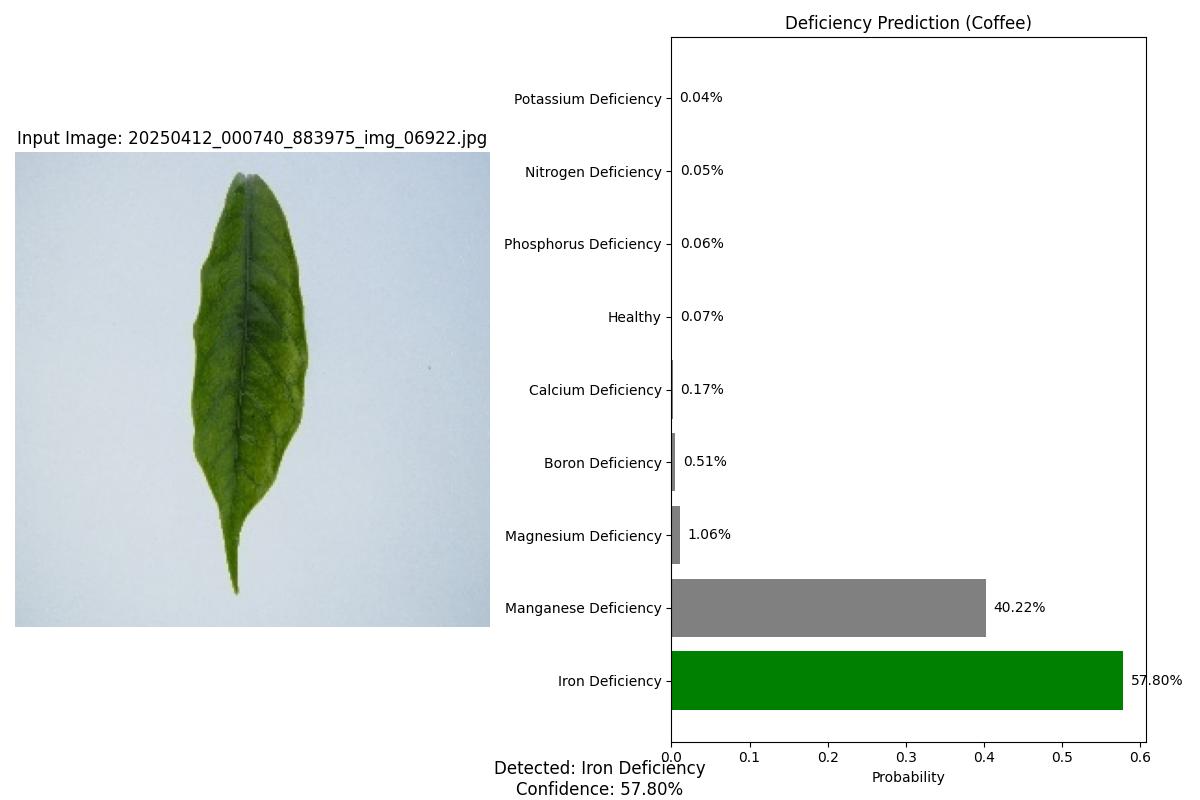 Deficiency Prediction (Coffee)
Input Image: 20250412_000740_883975_img_06922.jpg
Potassium Deficiency 0.04%
Nitrogen Deficiency 0.05%
Phosphorus Deficiency 0.06%
Healthy 0.07%
Calcium Deficiency 0.17%
Boron Deficiency 0.51%
Magnesium Deficiency 1.06%
Manganese Deficiency 40.22%
Iron Deficiency 57.80%
0.0 0.1 0.2 0.3 0.4 0.5 0.6
Probability
Detected: Iron Deficiency
Confidence: 57.80%